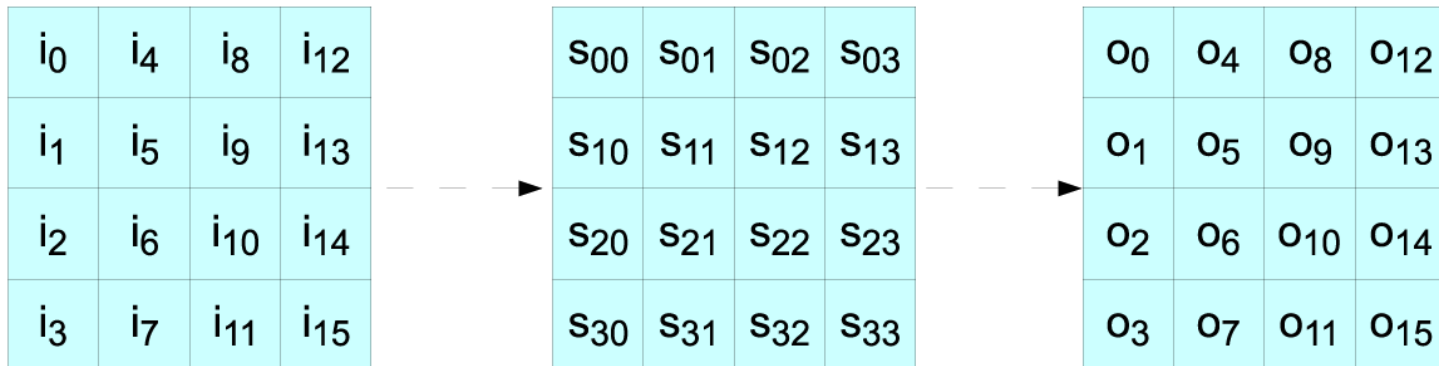 i0 i4 i8 i12 s00 s01 s02 s03 o0 o4 o8 o12
i1 i5 i9 i13 s10 s11 s12 s13 o1 o5 o9 o13
i2 i6 i10 i14 s20 s21 s22 s23 o2 o6 o10 o14
i3 i7 i11 i15 s30 s31 s32 s33 o3 o7 o11 o15